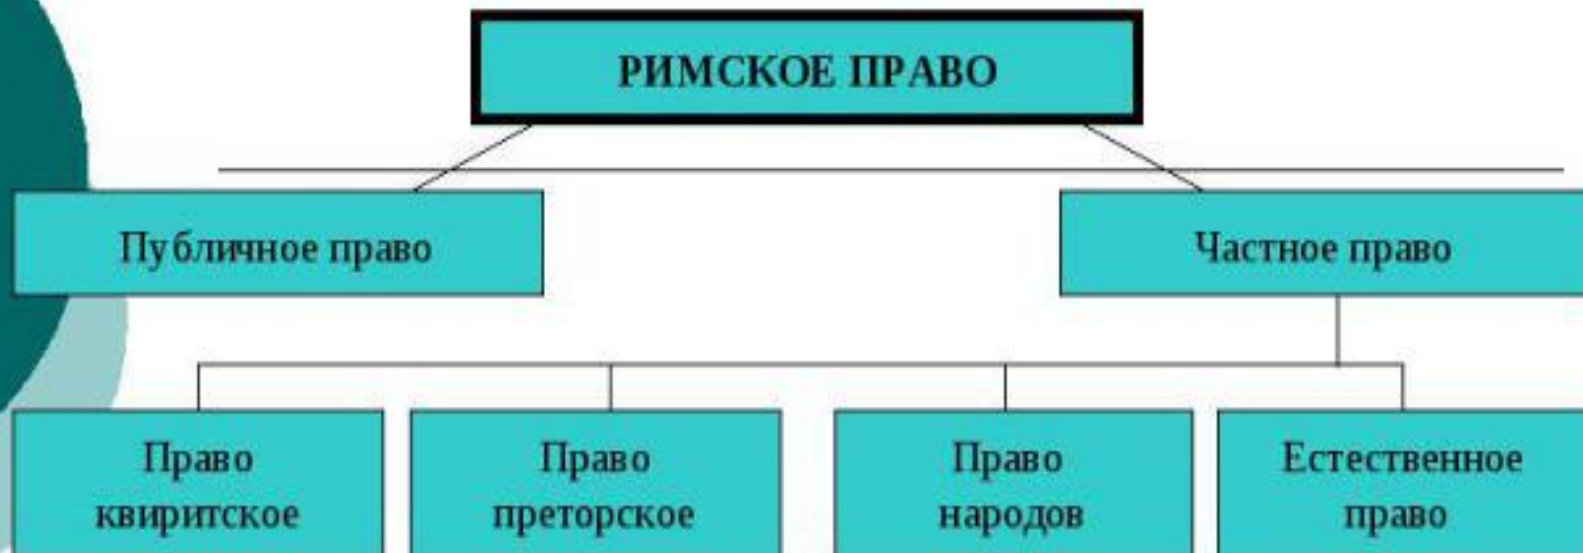 РИМСКОЕ ПРАВО
Публичное право
Частное право
Право
квиритское
Право
преторское
Право
народов
Естественное
право